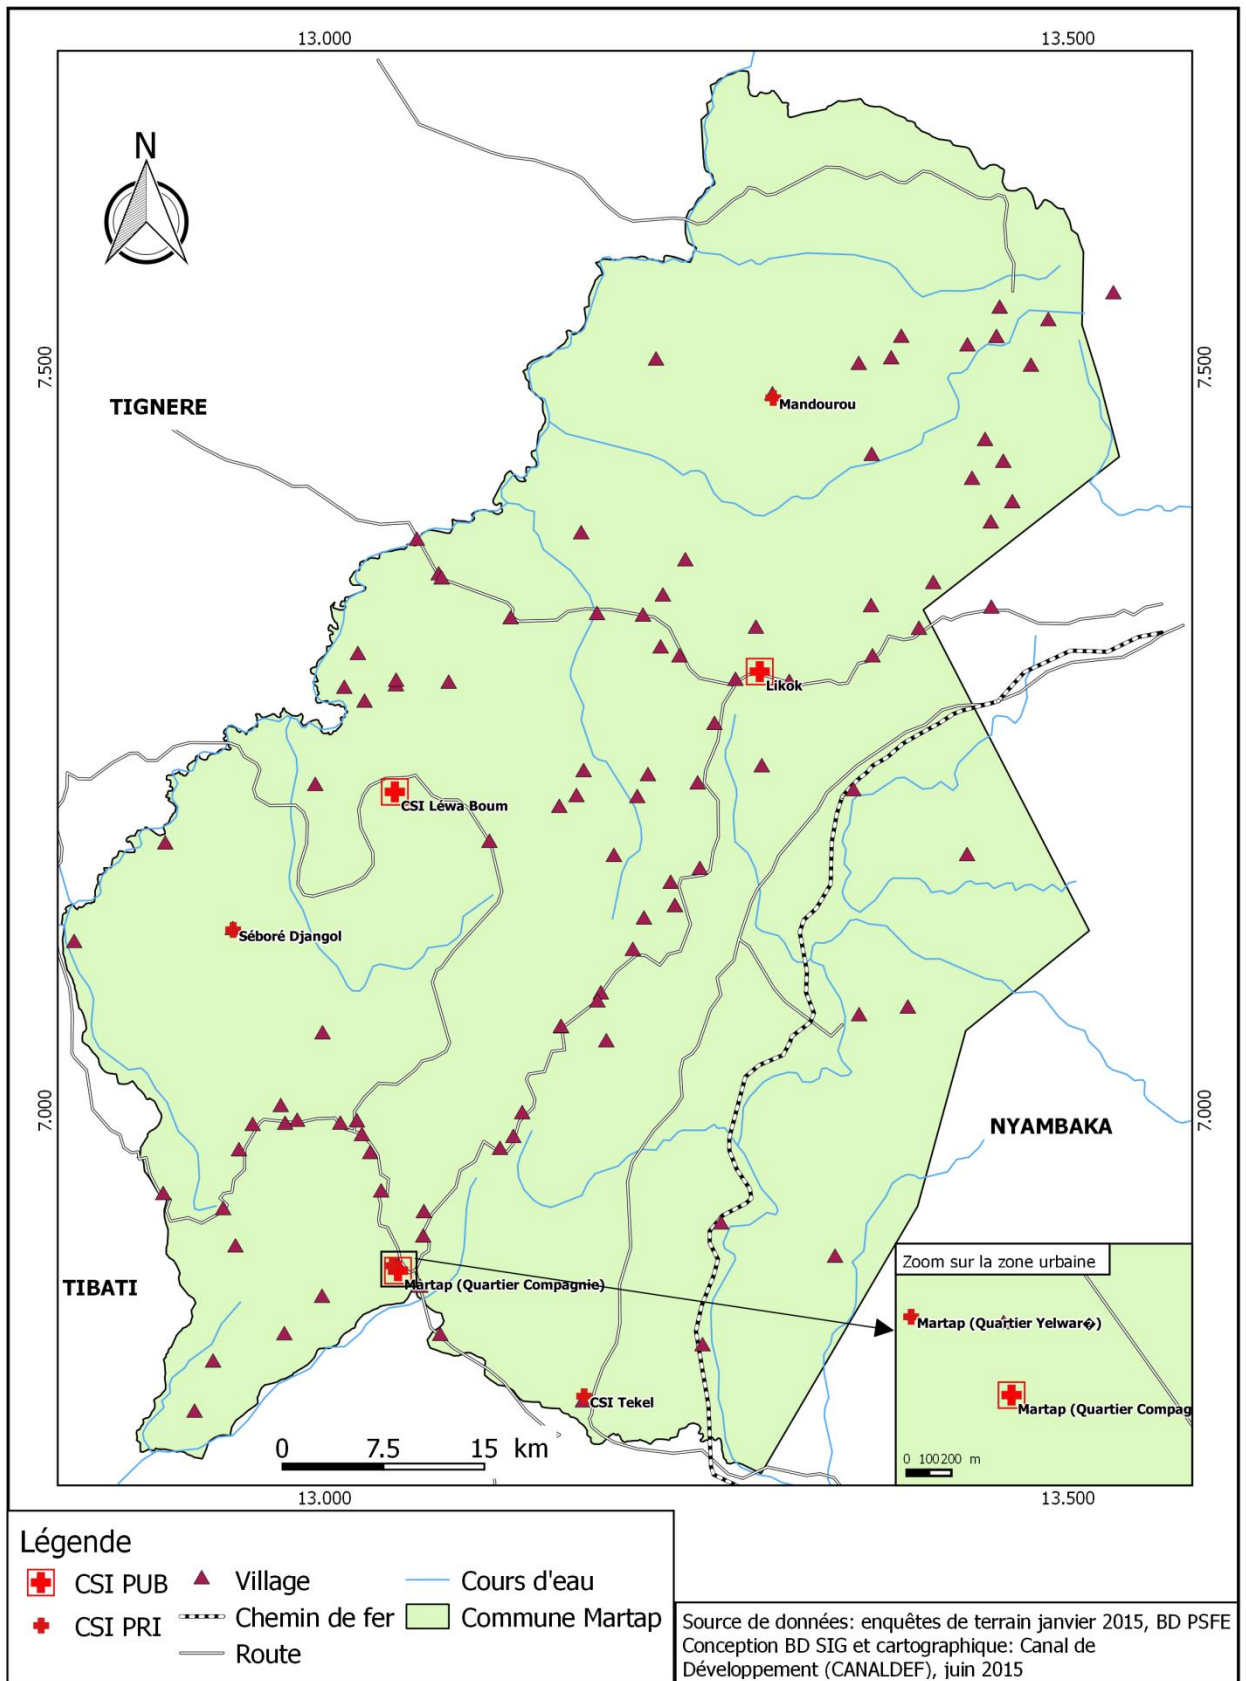 13.000
13.500
N
7.500
7.500
TIGNERE
Mandourou
Likok
CSI Léwa Boum
Séboré Djangol
7.000
7.000
NYAMBAKA
TIBATI
Martap (Quartier Compagnie)
Zoom sur la zone urbaine
Martap (Quartier Yelwar�)
Martap (Quartier Compag
0 100200 m
CSI Tekel
0 7.5 15 km
13.000
13.500
Légende
CSI PUB
Village
Cours d'eau
CSI PRI
Chemin de fer
Commune Martap
Route
Source de données: enquêtes de terrain janvier 2015, BD PSFE
Conception BD SIG et cartographique: Canal de
Développement (CANALDEF), juin 2015